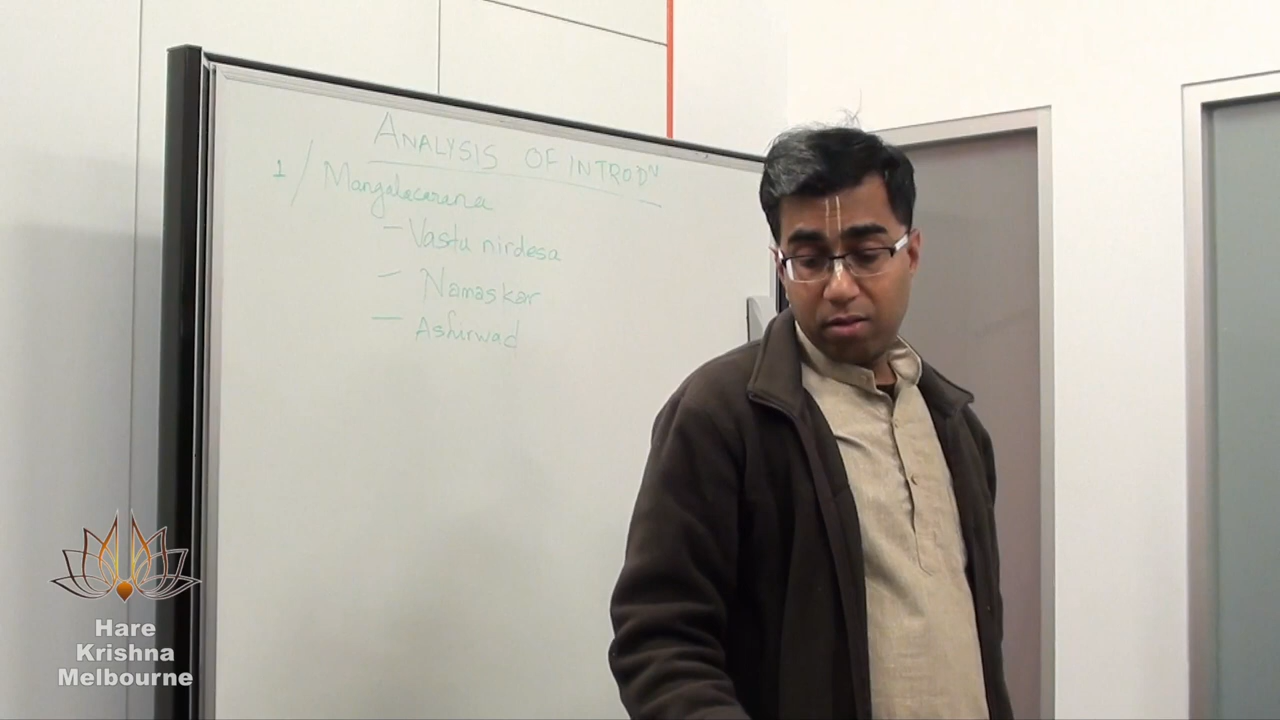 ANALYSIS OF INTRODN
1/ Mangalacarana
- Vastu nirdesa
- Namaskar
- Ashirwad
Hare
Krishna
Melbourne